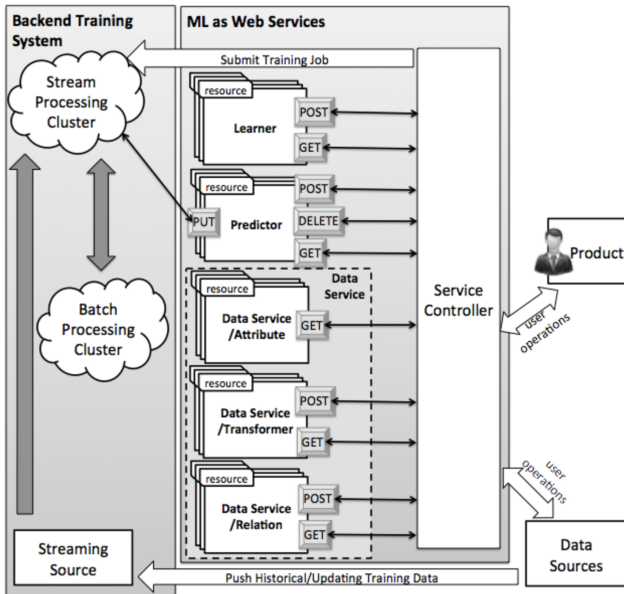 Backend Training
System
ML as Web Services
Submit Training Job
Stream
Processing
Cluster
resource
Learner
POST
GET
resource
Predictor
PUT
POST
DELETE
GET
Data
Service
resource
Data Service
/Attribute
GET
resource
Data Service
/Transformer
POST
GET
resource
Data Service
/Relation
POST
GET
Batch
Processing
Cluster
Service
Controller
Product
user
operations
user
operations
Streaming
Source
Push Historical/Updating Training Data
Data
Sources